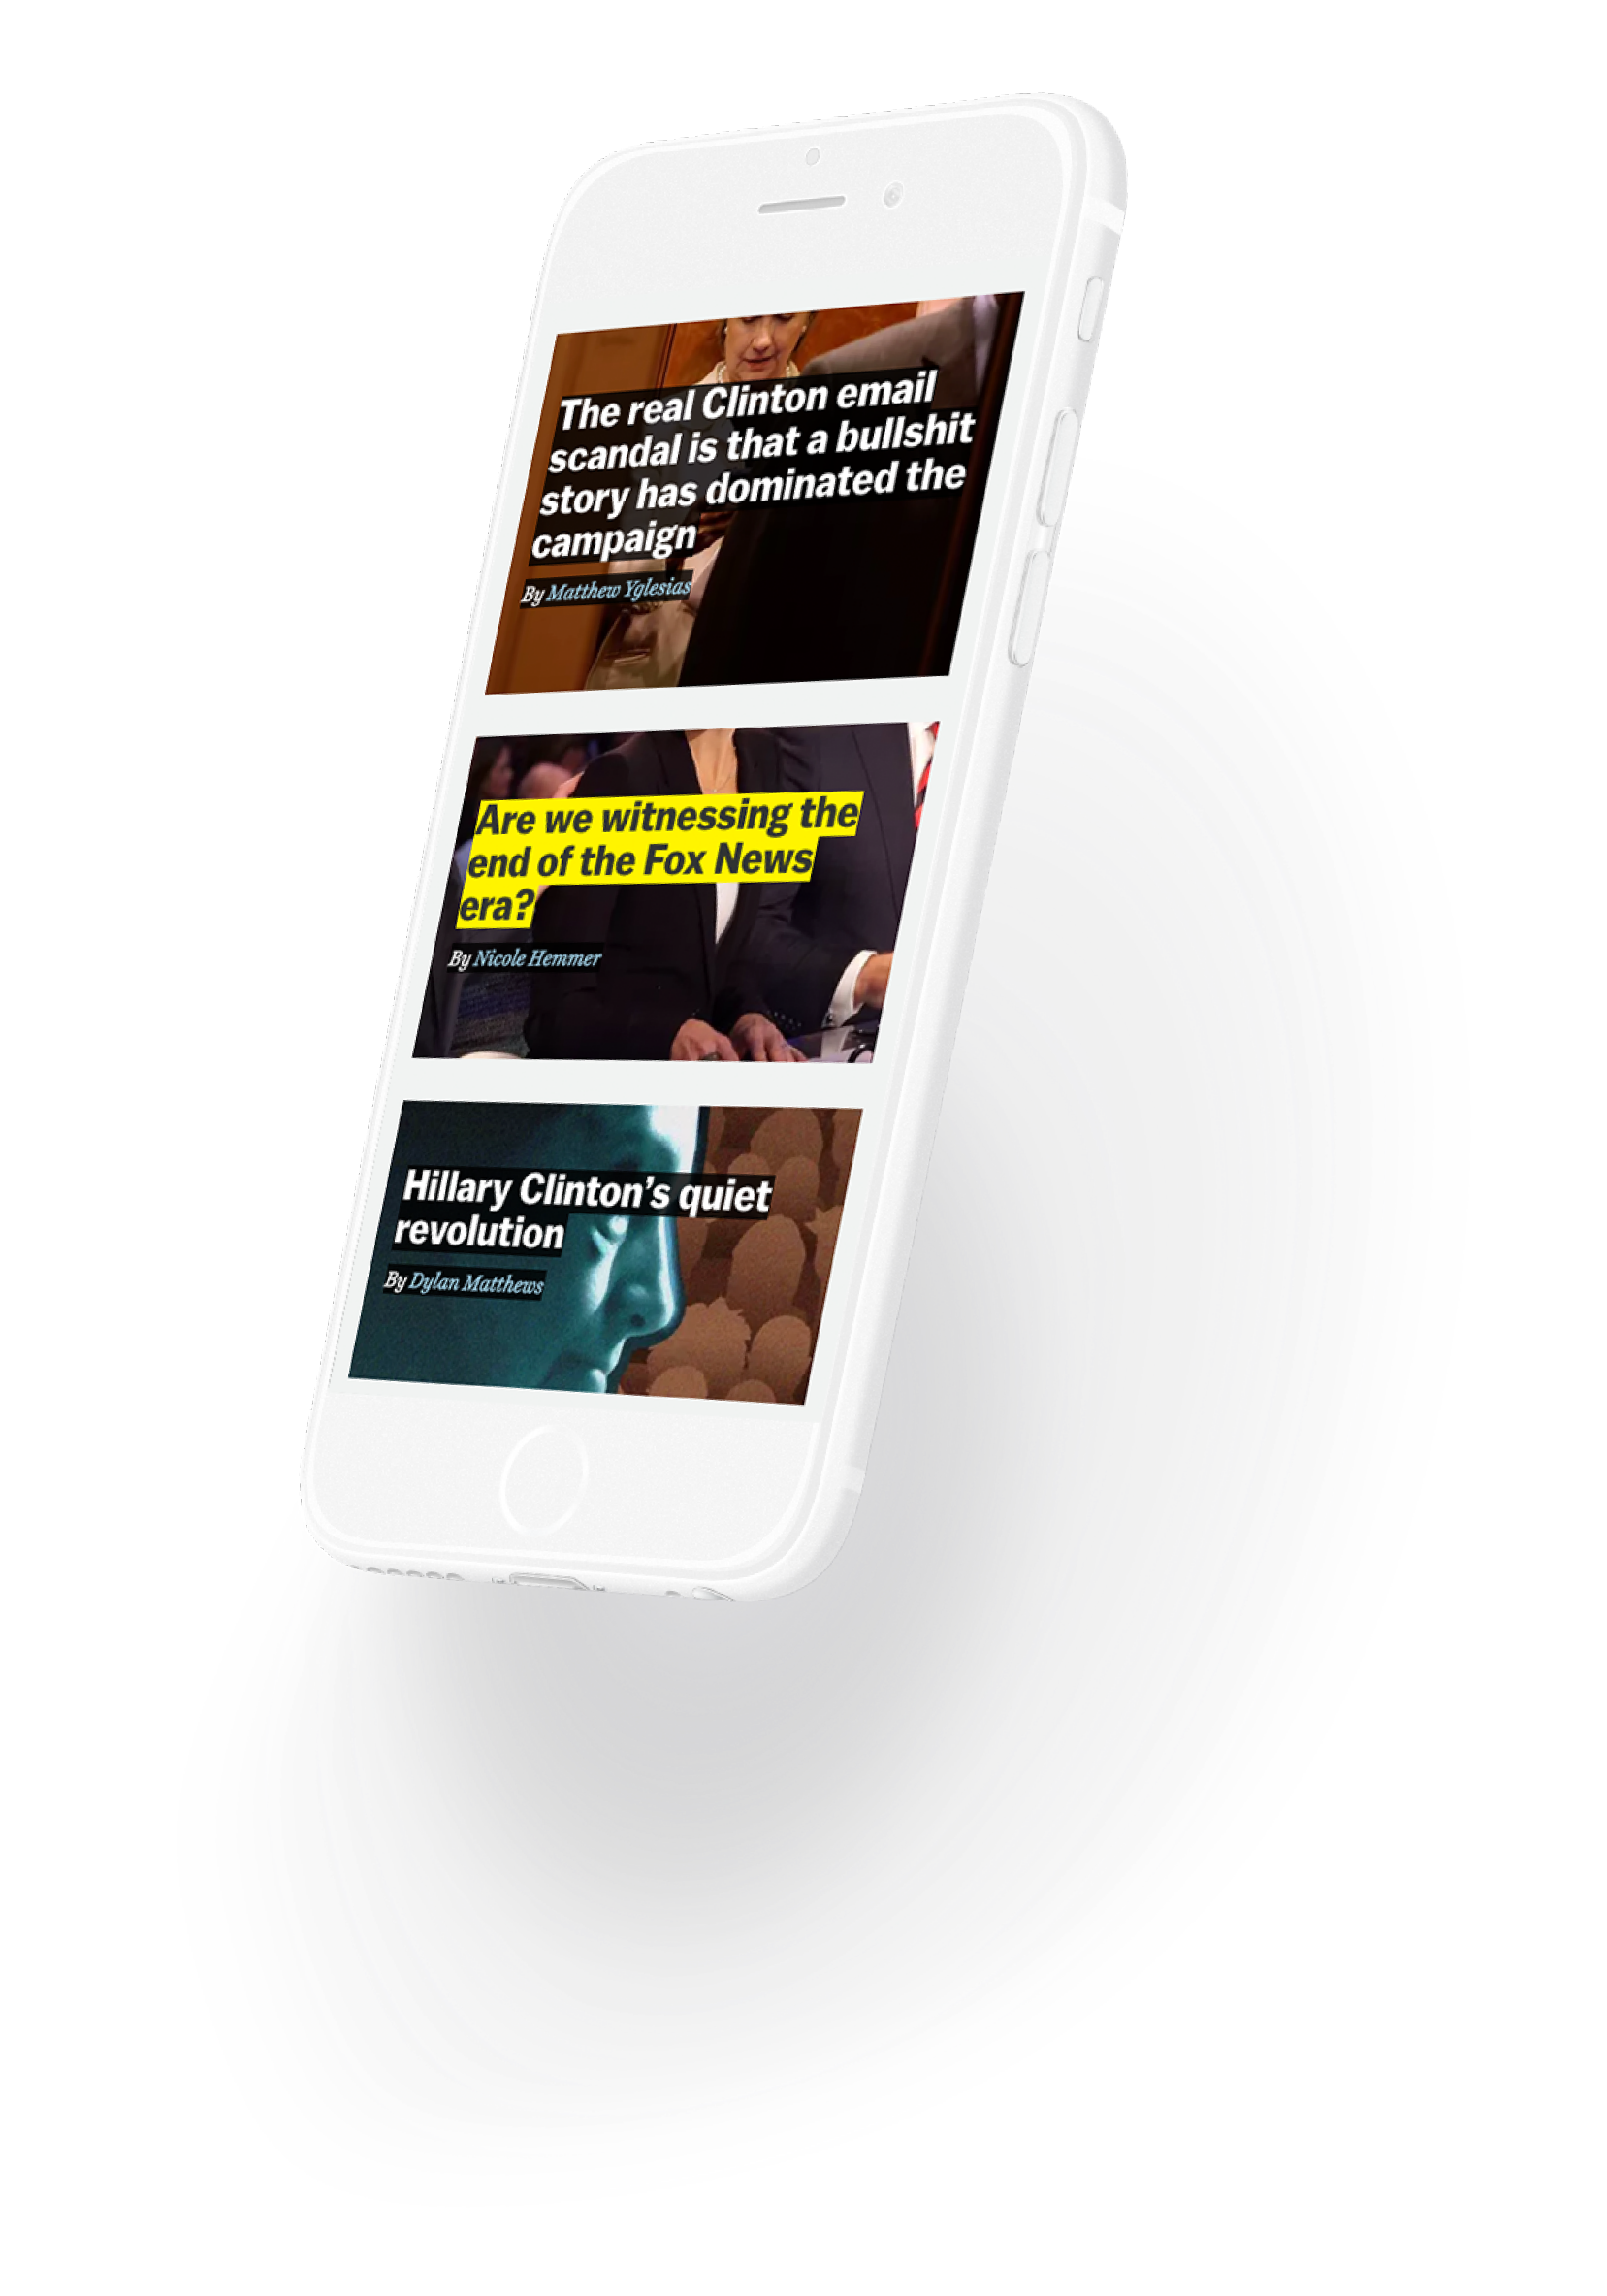 The real Clinton email
scandal is that a bullshit
story has dominated the
campaign
By Matthew Yglesias
Are we witnessing the
end of the Fox News
era?
By Nicole Hemmer
Hillary Clinton’s quiet
revolution
By Dylan Matthews